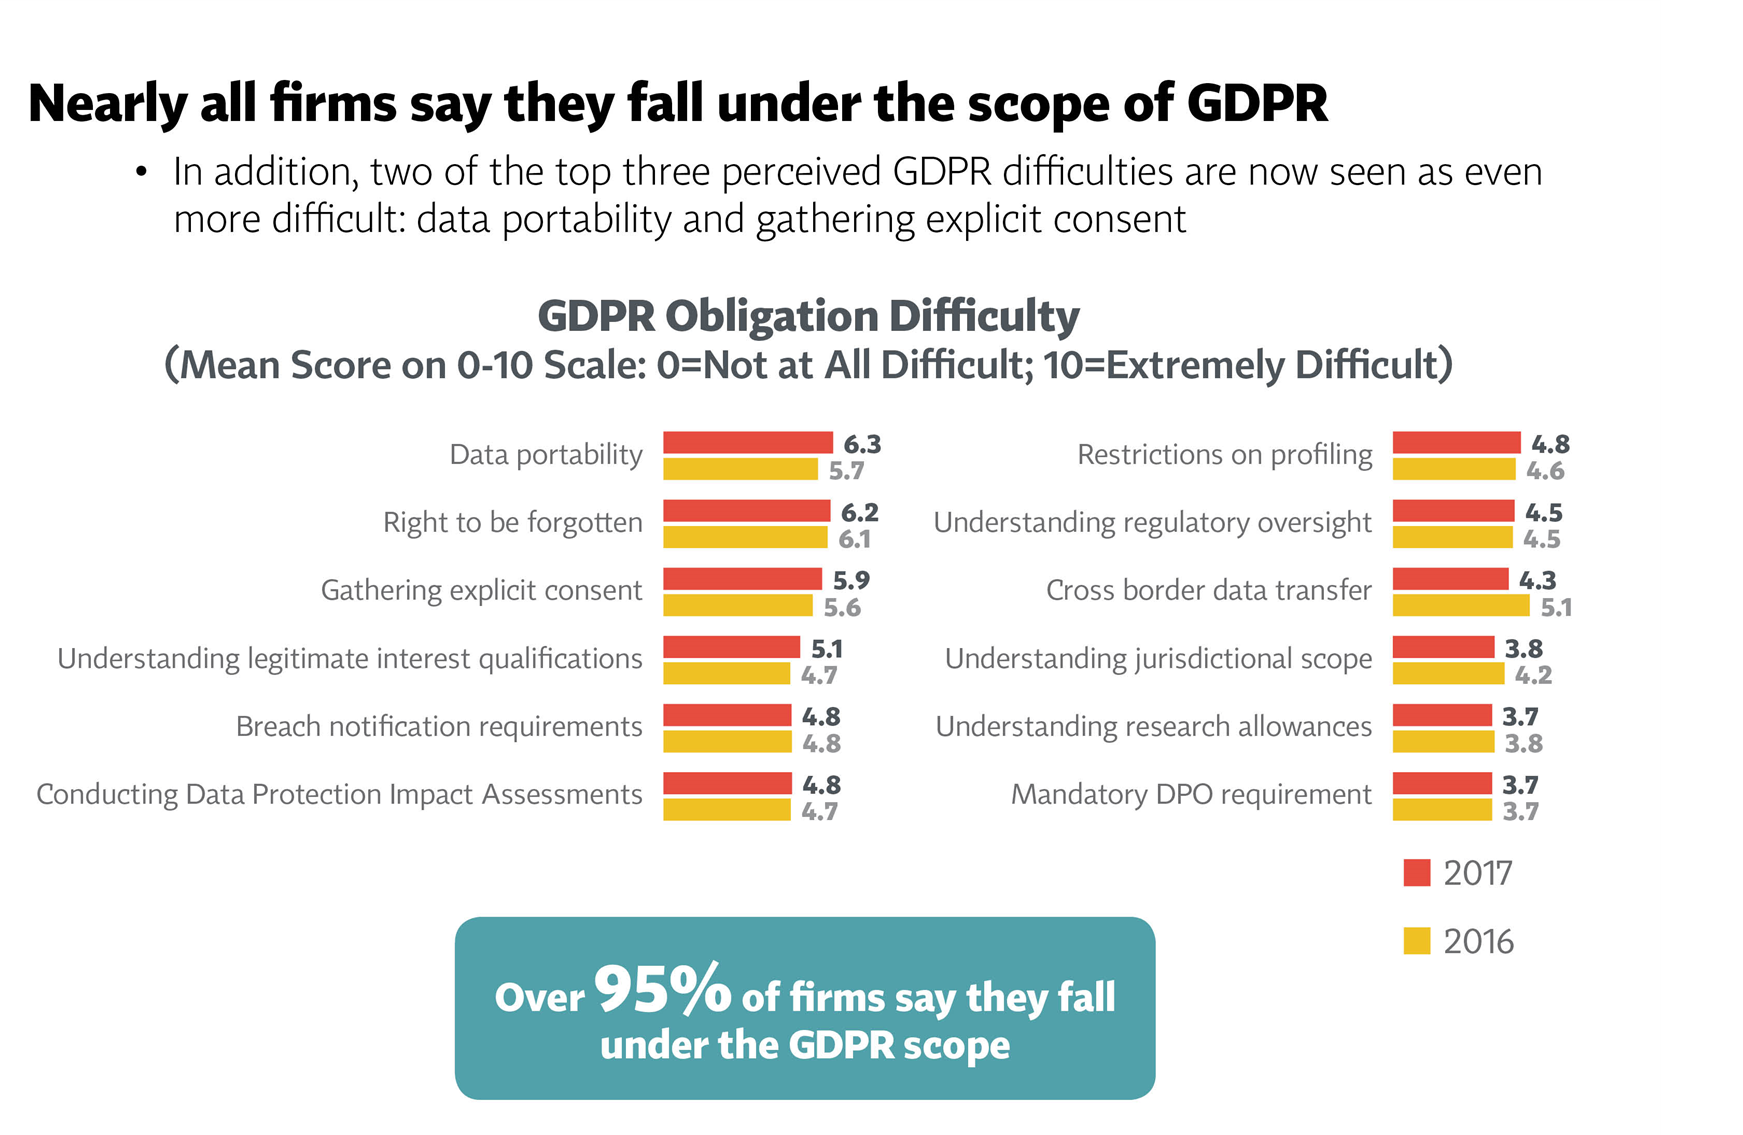 Nearly all firms say they fall under the scope of GDPR
• In addition, two of the top three perceived GDPR difficulties are now seen as even
more difficult: data portability and gathering explicit consent
GDPR Obligation Difficulty
(Mean Score on 0-10 Scale: 0=Not at All Difficult; 10=Extremely Difficult)
Data portability 6.3
5.7
Right to be forgotten 6.2
6.1
Gathering explicit consent 5.9
5.6
Understanding legitimate interest qualifications 5.1
4.7
Breach notification requirements 4.8
4.8
Conducting Data Protection Impact Assessments 4.8
4.7
Restrictions on profiling 4.8
4.6
Understanding regulatory oversight 4.5
4.5
Cross border data transfer 4.3
5.1
Understanding jurisdictional scope 3.8
4.2
Understanding research allowances 3.7
3.8
Mandatory DPO requirement 3.7
3.7
2017
2016
Over 95% of firms say they fall
under the GDPR scope